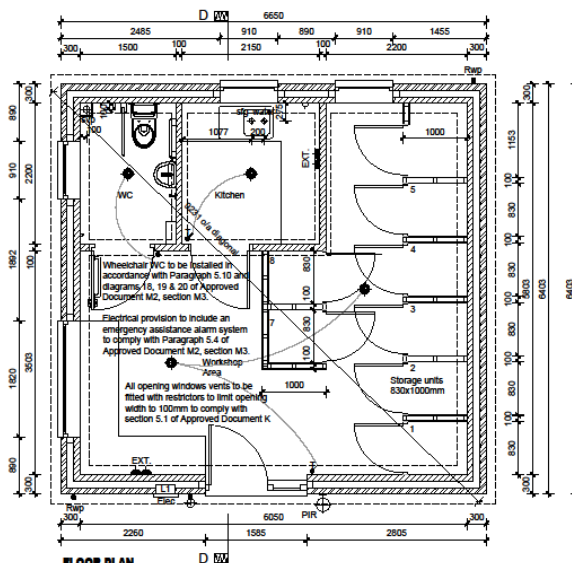 D
6650
2485
910
890
910
1455
300
1500
100
2150
100
2200
300
Rwp
300
890
910
2200
1892
100
3503
1820
890
300
100
1077
200
275
EXT.
1000
WC
Kitchen
9231 o/a diagonal
Wheelchair WC to be installed in
accordance with Paragraph 5.10 and
diagrams 18, 19 & 20 of Approved
Document M2, section M3.
Electrical provision to include an
emergency assistance alarm system
to comply with Paragraph 5.4 of
Approved Document M2, section M3.
Workshop
Area
All opening windows vents to be
fitted with restrictors to limit opening
width to 100mm to comply with
section 5.1 of Approved Document K
8
830
100
7
830
100
1000
5
4
3
2
1
Storage units
830x1000mm
300
1153
100
830
100
830
100
830
100
830
300
5803
6403
6403
EXT.
L1
Elec
Rwp
PIR
300
6050
300
2260
1585
2805
FLOOR PLAN
D